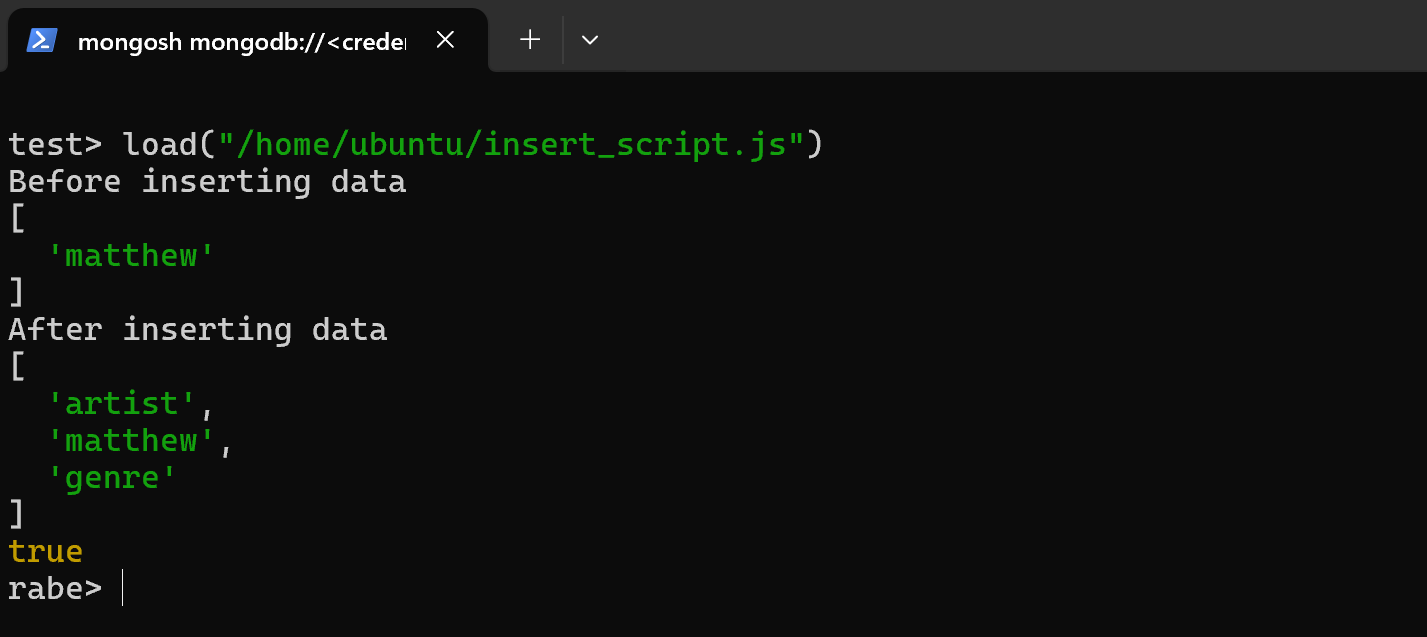 mongosh mongodb://<creder
test> load("/home/ubuntu/insert_script.js")
Before inserting data
[
  'matthew'
]
After inserting data
[
  'artist',
  'matthew',
  'genre'
]
true
rabe>